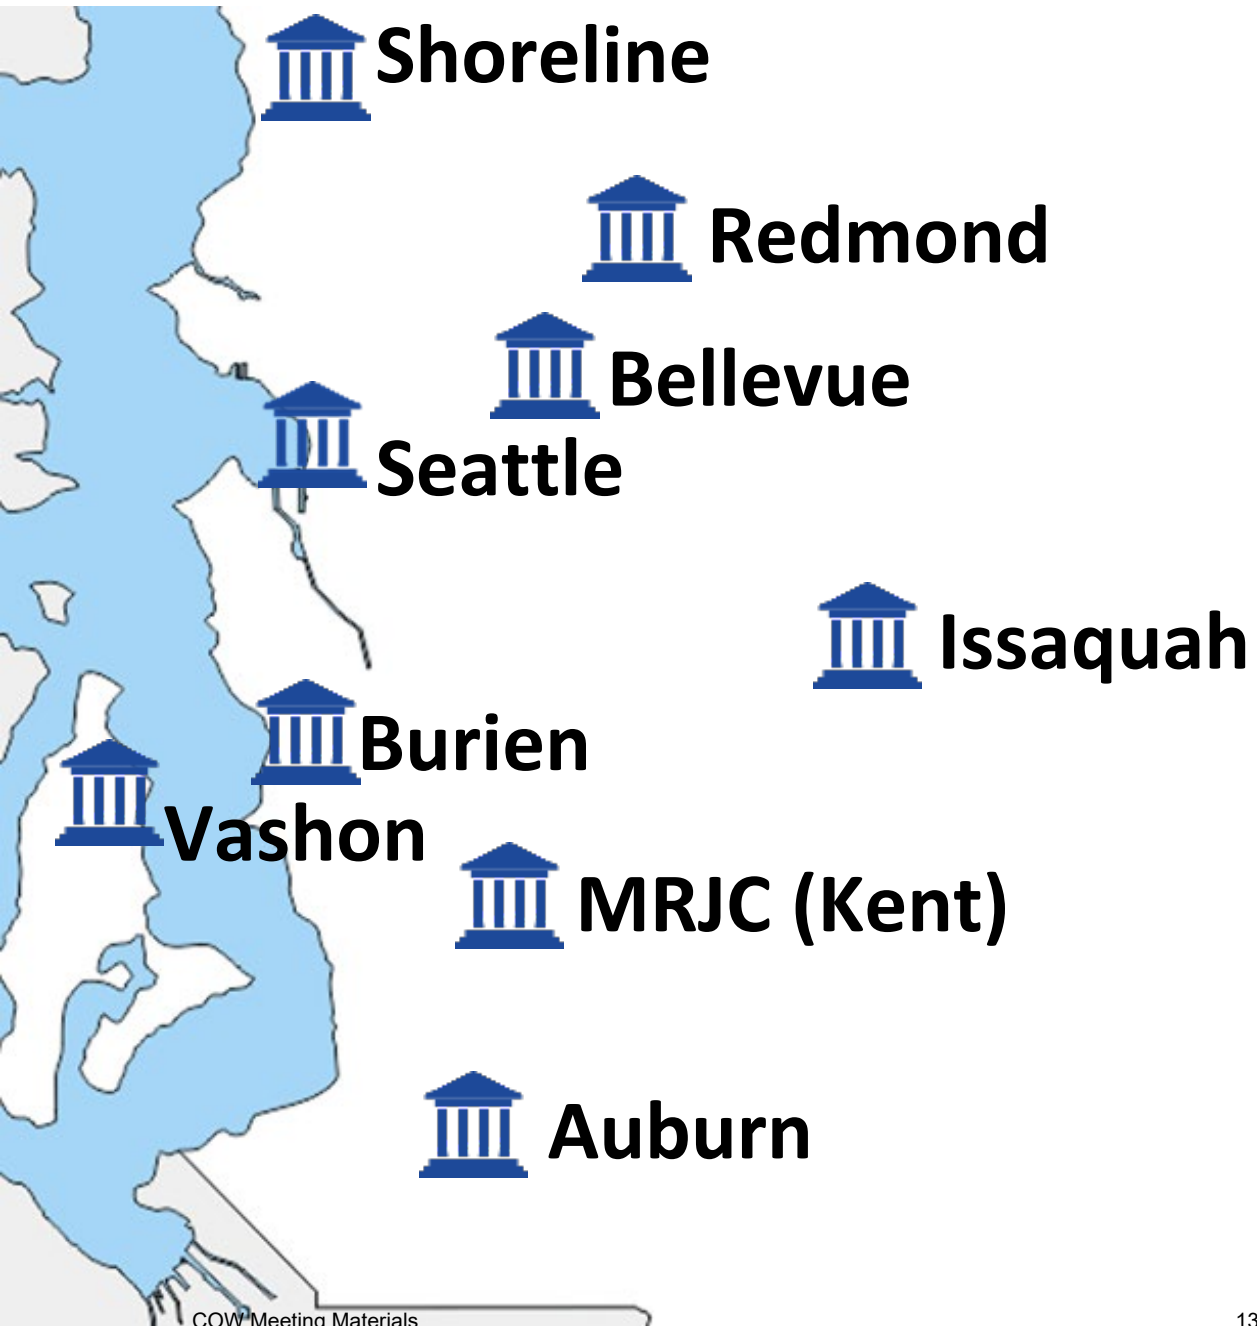 Shoreline
Redmond
Bellevue
Seattle
Issaquah
Burien
Vashon
MRJC (Kent)
Auburn
COW Meeting Materials
13